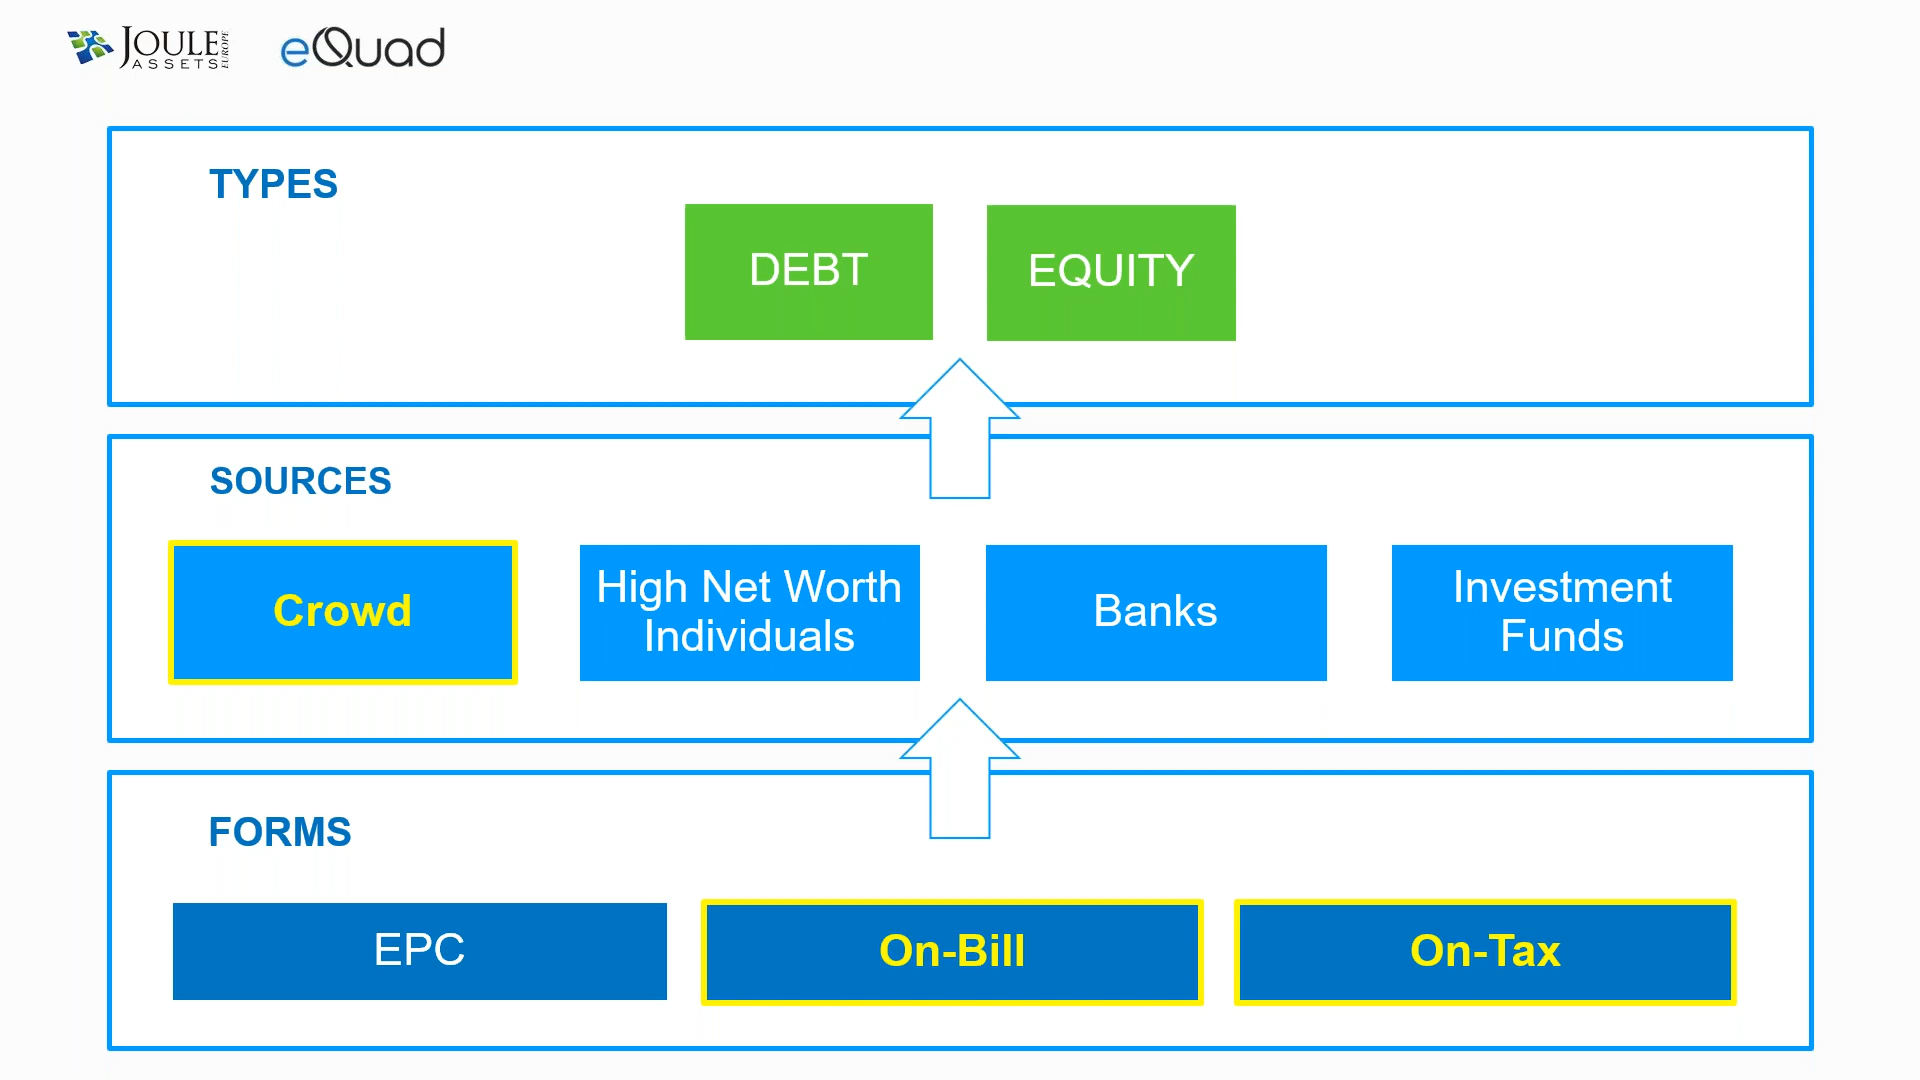 JOULE
ASSETS
EUROPE
eQuad
TYPES
DEBT
EQUITY
SOURCES
Crowd
High Net Worth
Individuals
Banks
Investment
Funds
FORMS
EPC
On-Bill
On-Tax